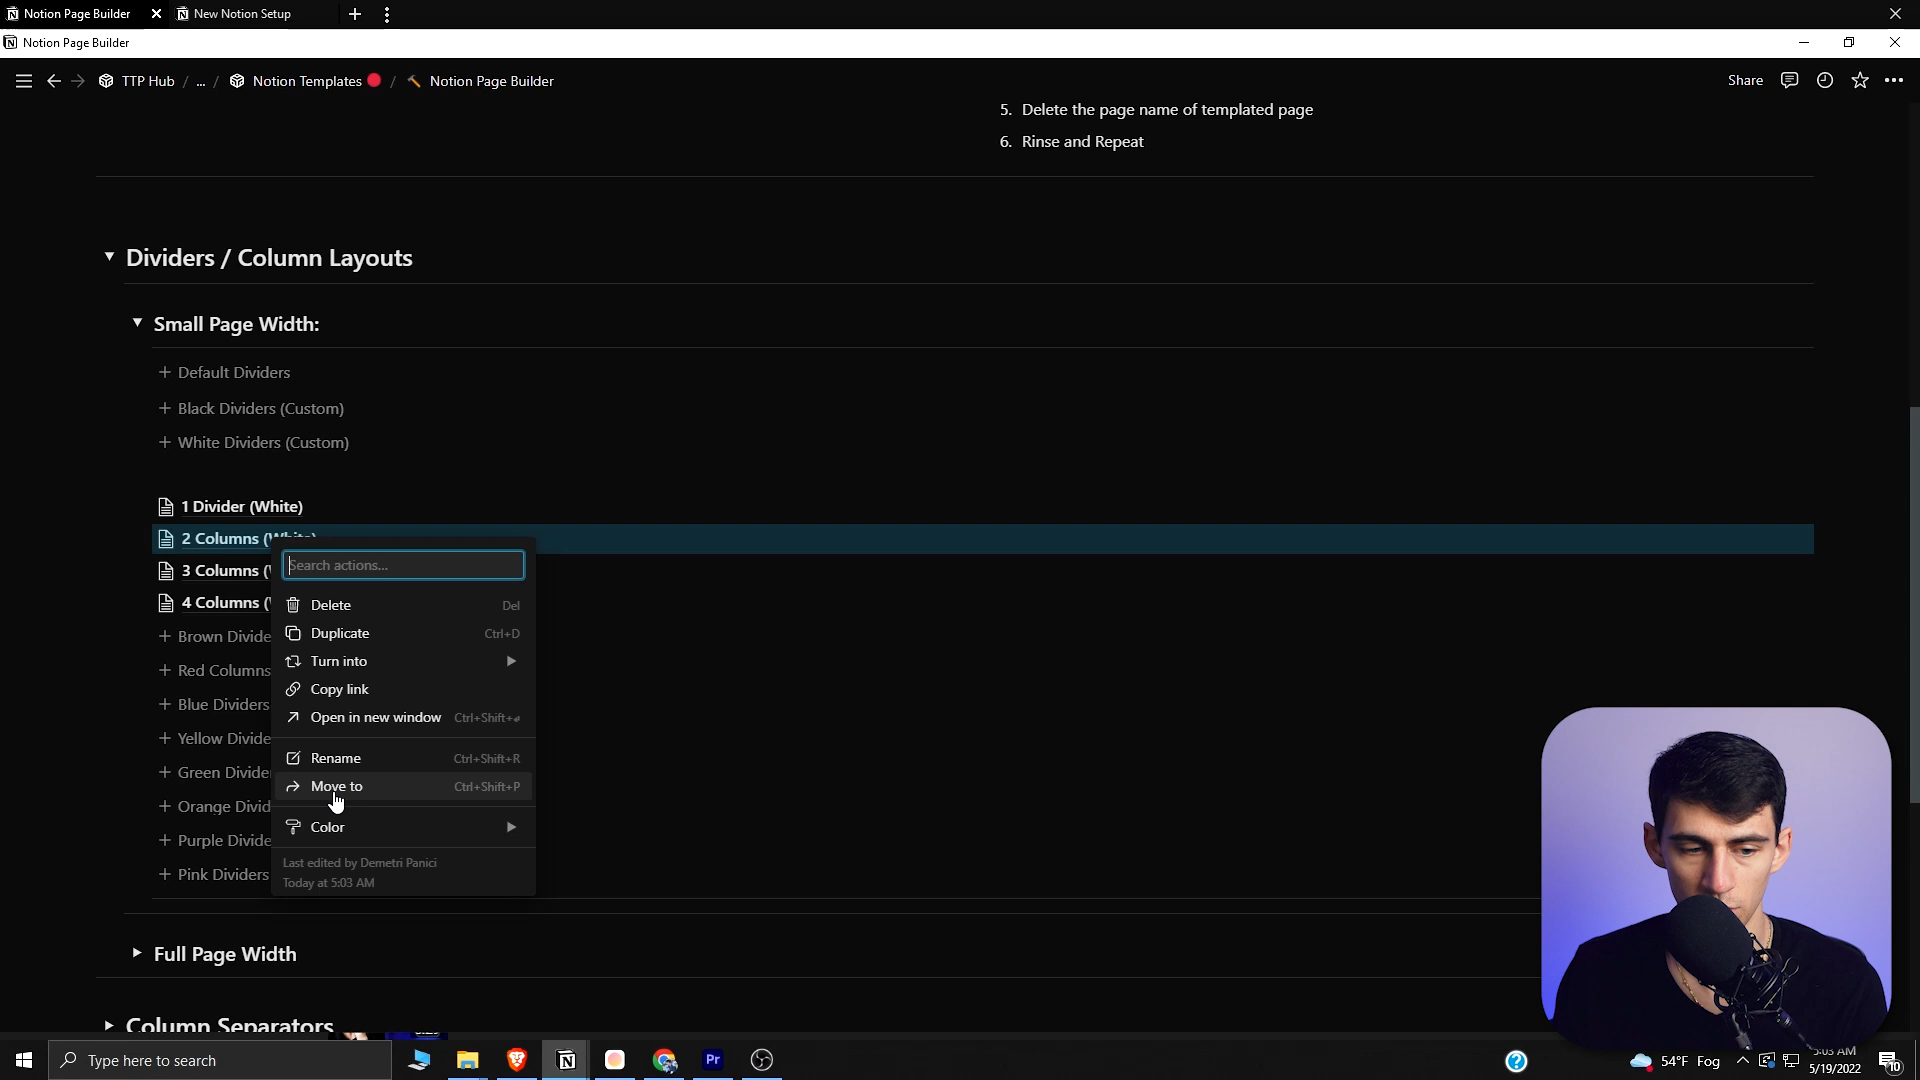 Notion Page Builder
New Notion Setup
Notion Page Builder
TTP Hub / ... / Notion Templates / Notion Page Builder
Share
5. Delete the page name of templated page
6. Rinse and Repeat
Dividers / Column Layouts
Small Page Width:
+ Default Dividers
+ Black Dividers (Custom)
+ White Dividers (Custom)
1 Divider (White)
2 Columns (White)
3 Columns (
4 Columns (
+ Brown Divide
+ Red Columns
+ Blue Dividers
+ Yellow Divide
+ Green Divide
+ Orange Divid
+ Purple Divide
+ Pink Dividers
Search actions...
Delete Del
Duplicate Ctrl+D
Turn into
Copy link
Open in new window Ctrl+Shift+
Rename Ctrl+Shift+R
Move to Ctrl+Shift+P
Color
Last edited by Demetri Panici
Today at 5:03 AM
Full Page Width
Column Separators
Type here to search
Pr
54°F Fog
5:03 AM
5/19/2022
10